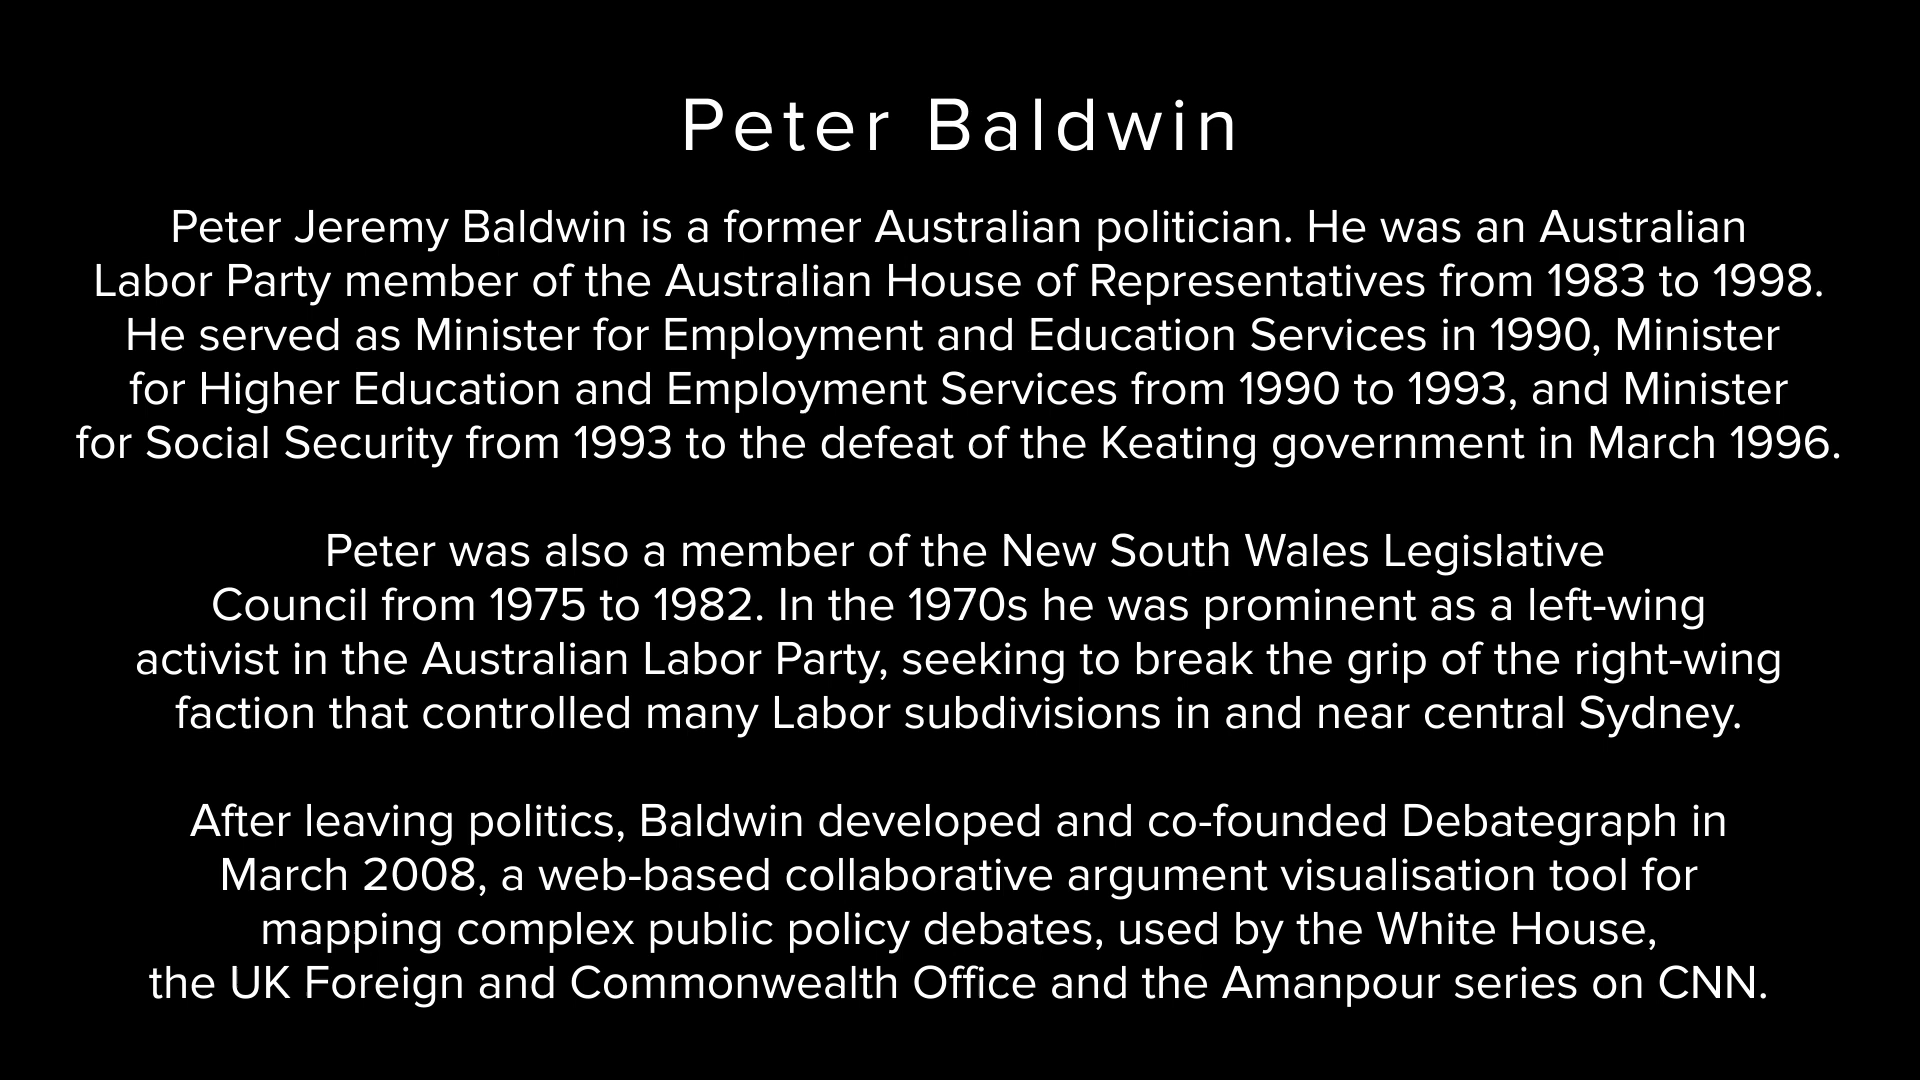 Peter Baldwin
Peter Jeremy Baldwin is a former Australian politician. He was an Australian
Labor Party member of the Australian House of Representatives from 1983 to 1998.
He served as Minister for Employment and Education Services in 1990, Minister
for Higher Education and Employment Services from 1990 to 1993, and Minister
for Social Security from 1993 to the defeat of the Keating government in March 1996.
Peter was also a member of the New South Wales Legislative
Council from 1975 to 1982. In the 1970s he was prominent as a left-wing
activist in the Australian Labor Party, seeking to break the grip of the right-wing
faction that controlled many Labor subdivisions in and near central Sydney.
After leaving politics, Baldwin developed and co-founded Debategraph in
March 2008, a web-based collaborative argument visualisation tool for
mapping complex public policy debates, used by the White House,
the UK Foreign and Commonwealth Office and the Amanpour series on CNN.